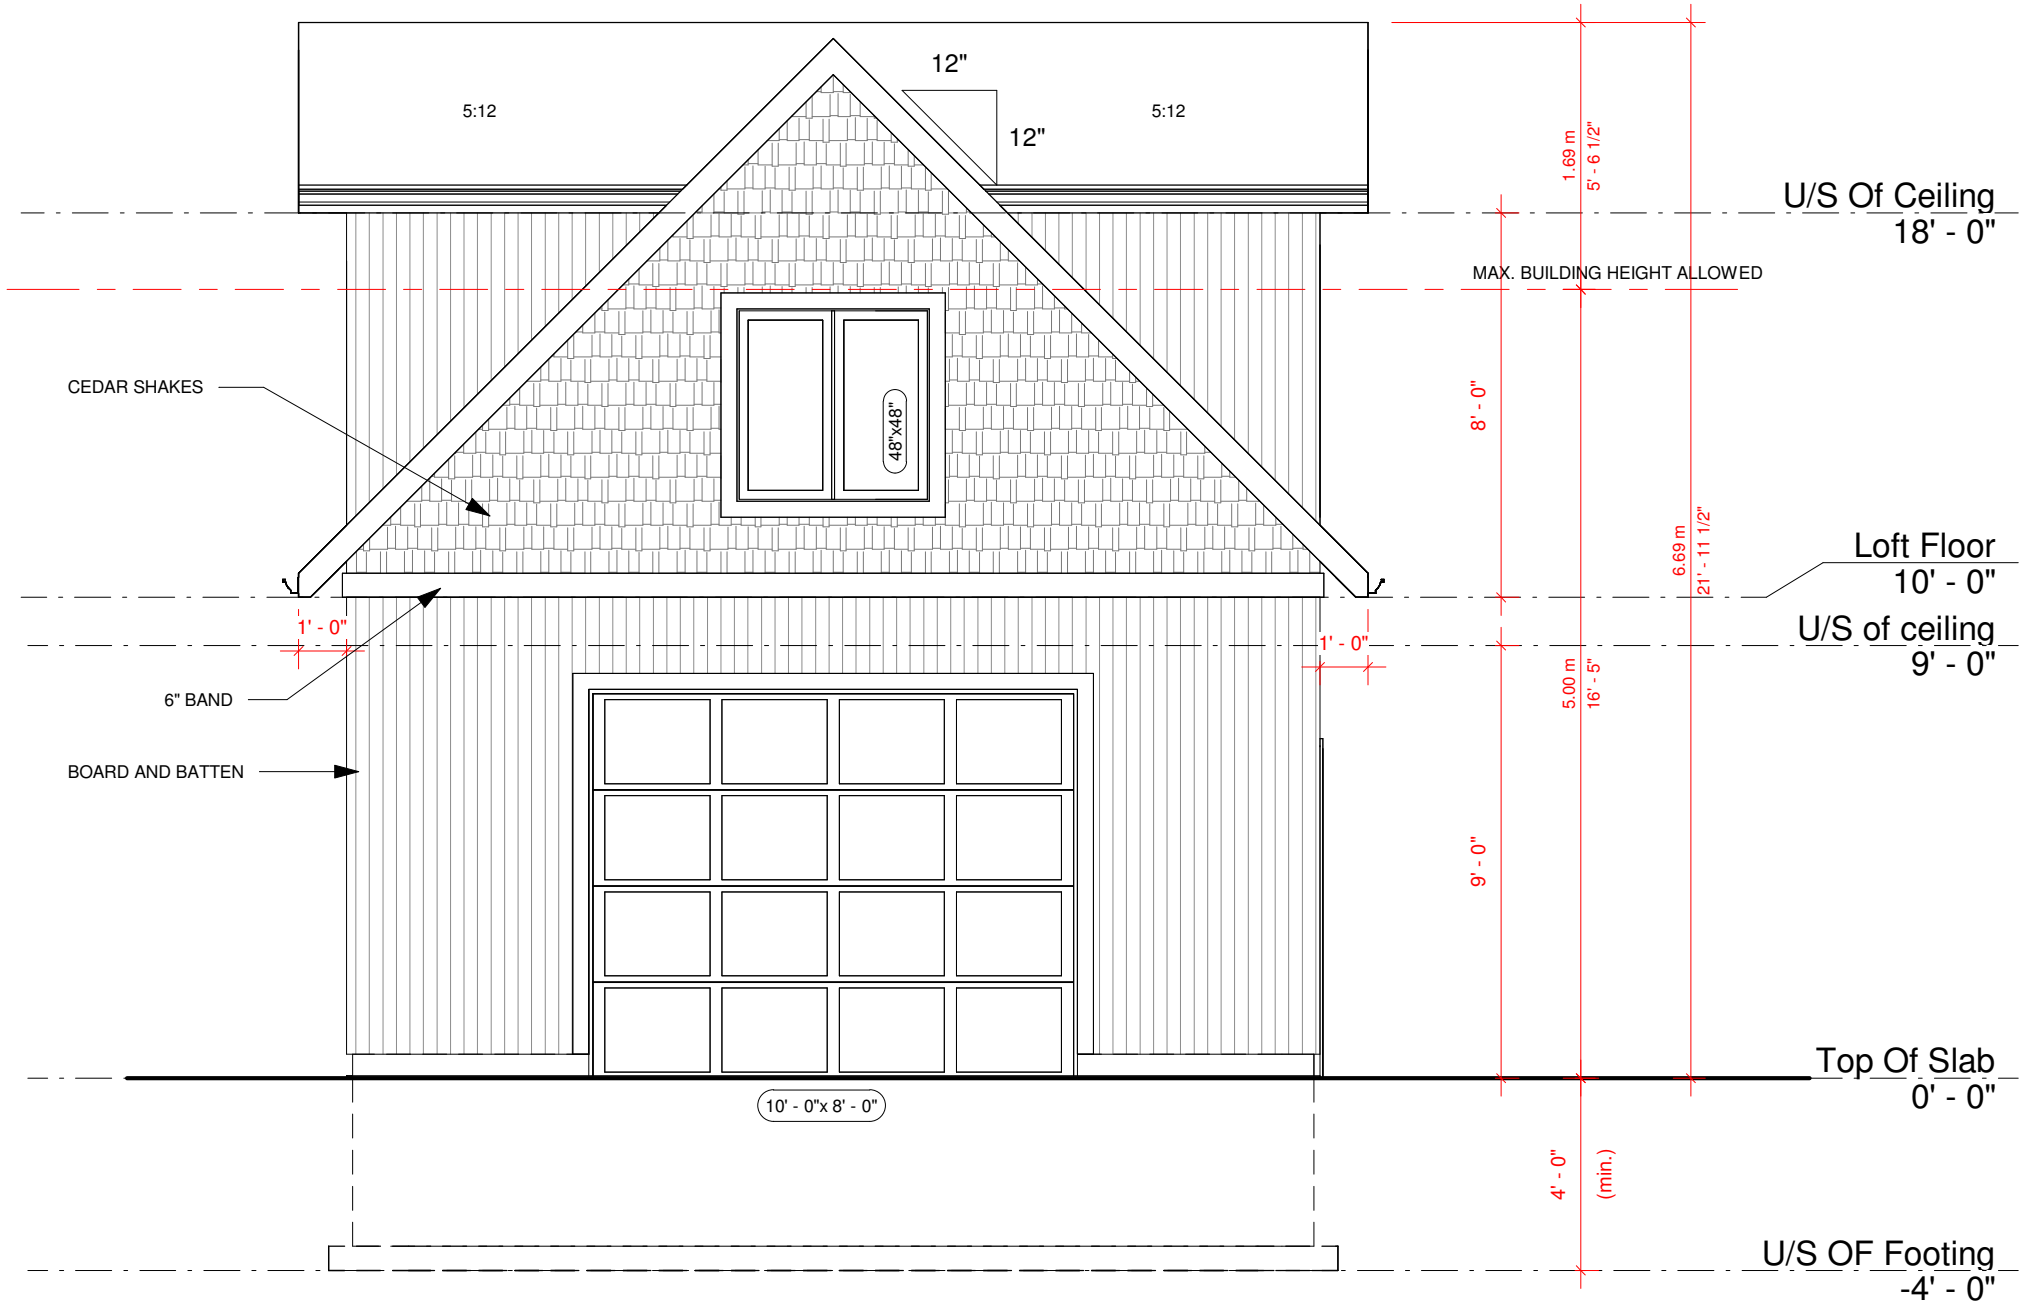 12"
5:12
5:12
12"
1.69 m
5' - 6 1/2"
U/S Of Ceiling
18' - 0"
MAX. BUILDING HEIGHT ALLOWED
CEDAR SHAKES
48"x48"
8' - 0"
6.69 m
21' - 11 1/2"
Loft Floor
10' - 0"
1' - 0"
1' - 0"
U/S of ceiling
9' - 0"
5.00 m
16' - 5"
6" BAND
BOARD AND BATTEN
9' - 0"
Top Of Slab
0' - 0"
10' - 0"x 8' - 0"
4' - 0"
(min.)
U/S OF Footing
-4' - 0"